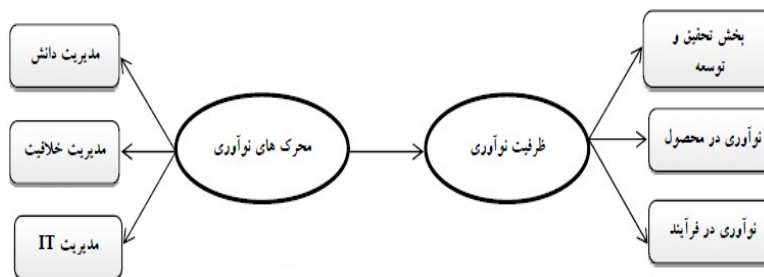 بخش تحقیق و
توسعه
مدیریت دانش
محرک های نوآوری
ظرفیت نوآوری
نوآوری در محصول
مدیریت خلاقیت
نوآوری در فرآیند
مدیریت IT